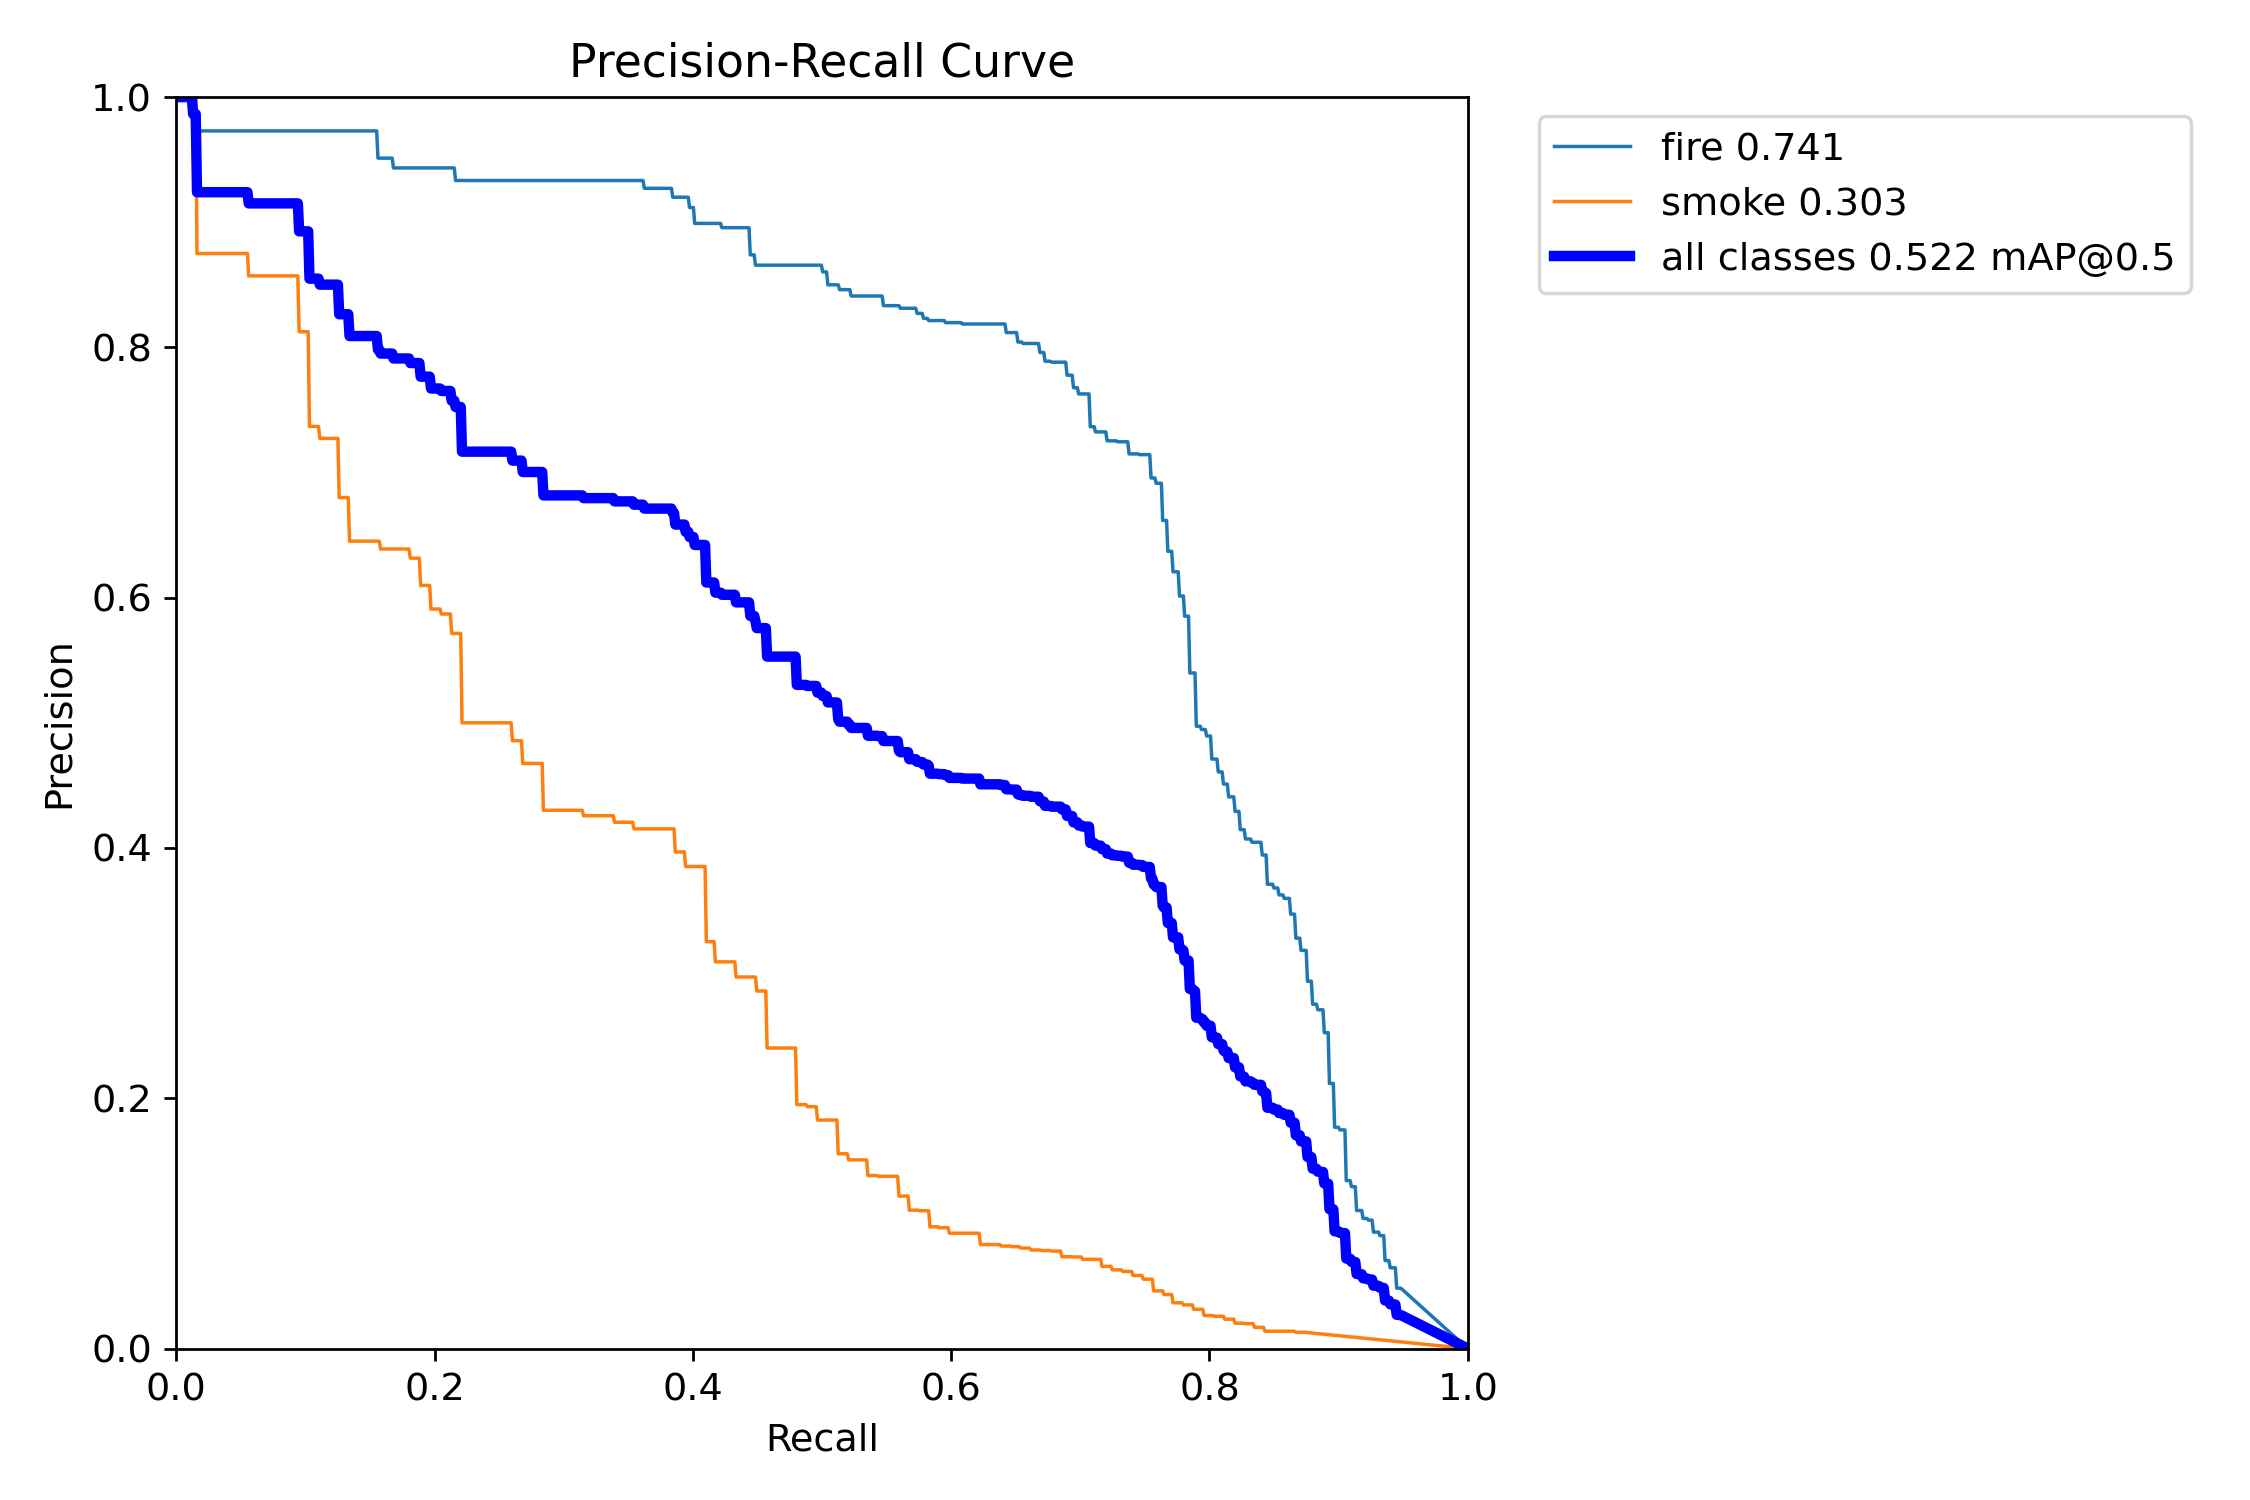 Precision-Recall Curve
1.0
0.8
0.6
0.4
0.2
0.0
Precision
0.0 0.2 0.4 0.6 0.8 1.0
Recall
fire 0.741
smoke 0.303
all classes 0.522 mAP@0.5